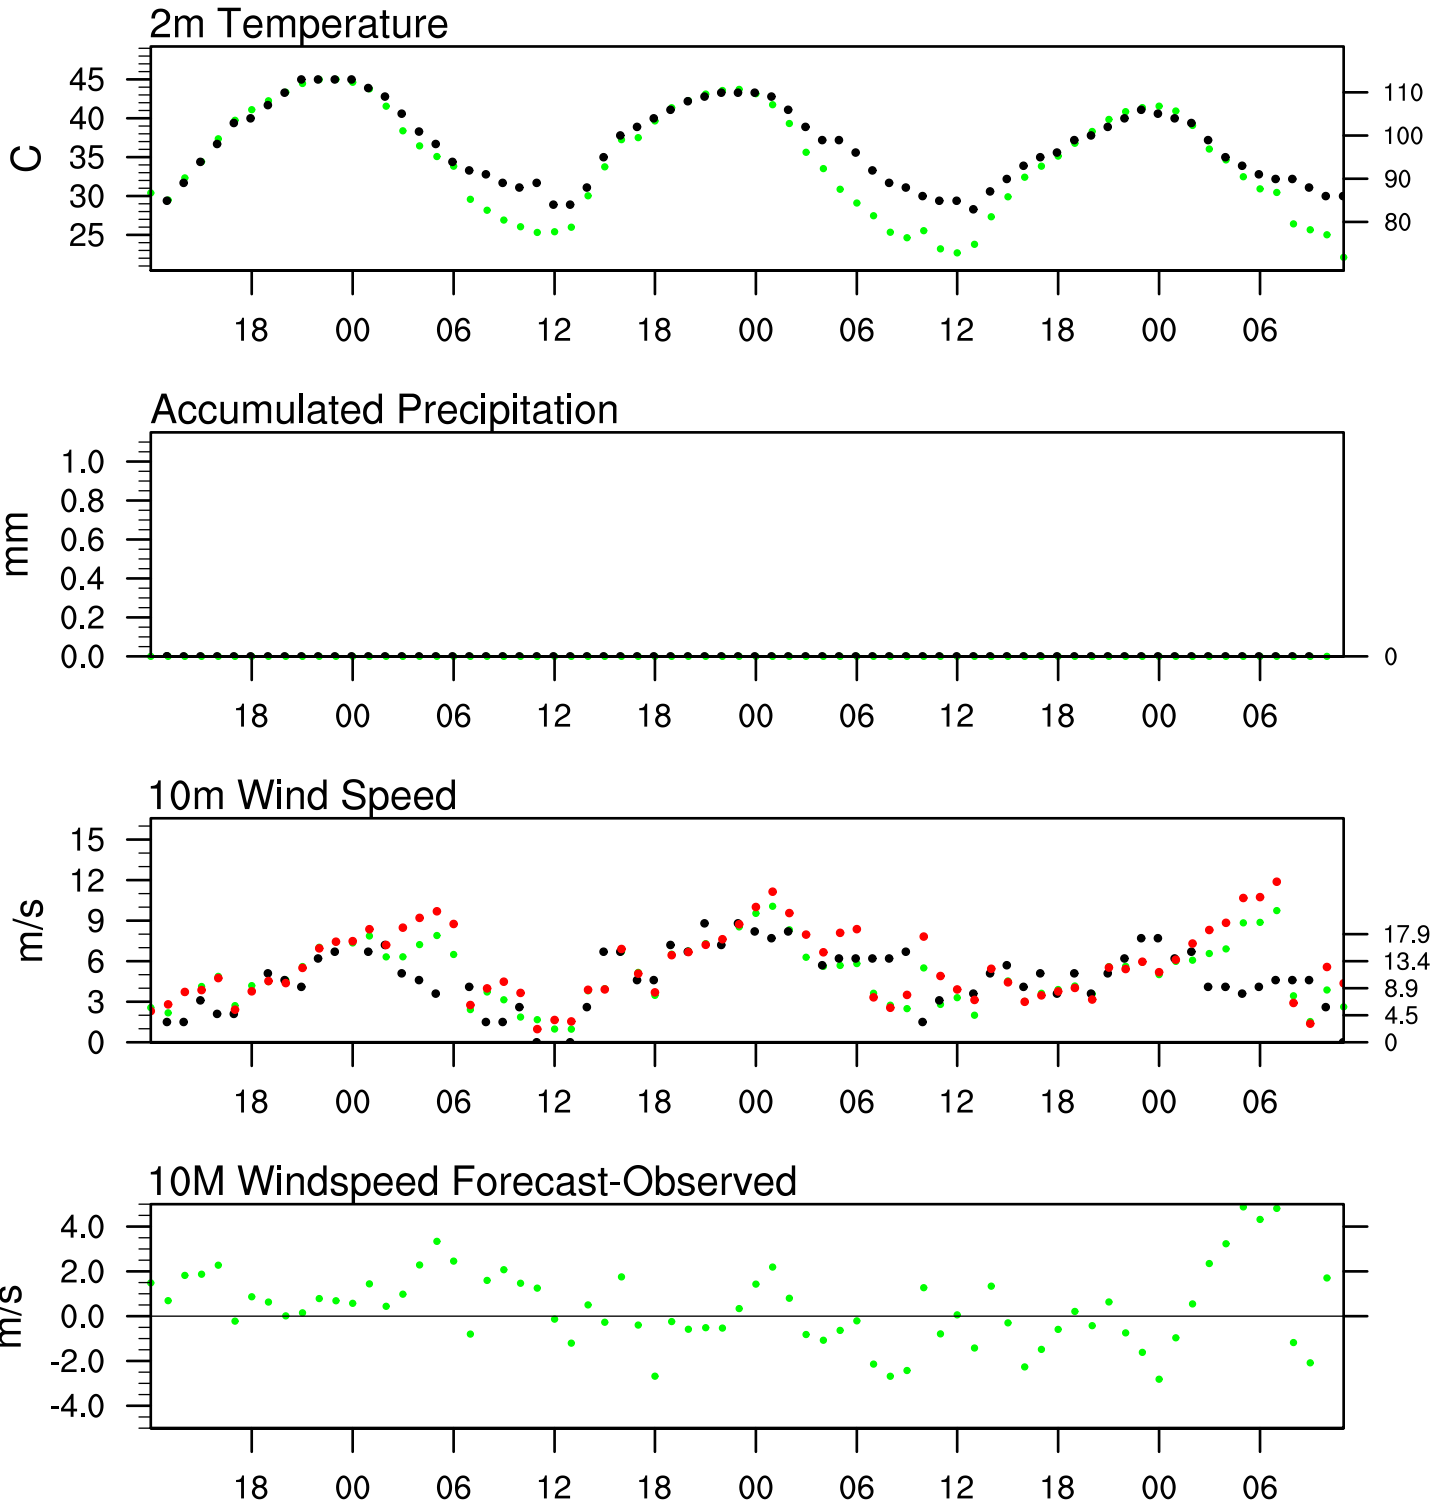 2m Temperature
C
45
40
35
30
25
110
100
90
80
18 00 06 12 18 00 06 12 18 00 06
Accumulated Precipitation
mm
1.0
0.8
0.6
0.4
0.2
0.0
0
18 00 06 12 18 00 06 12 18 00 06
10m Wind Speed
m/s
15
12
9
6
3
0
17.9
13.4
8.9
4.5
0
18 00 06 12 18 00 06 12 18 00 06
10M Windspeed Forecast-Observed
m/s
4.0
2.0
0.0
-2.0
-4.0
18 00 06 12 18 00 06 12 18 00 06